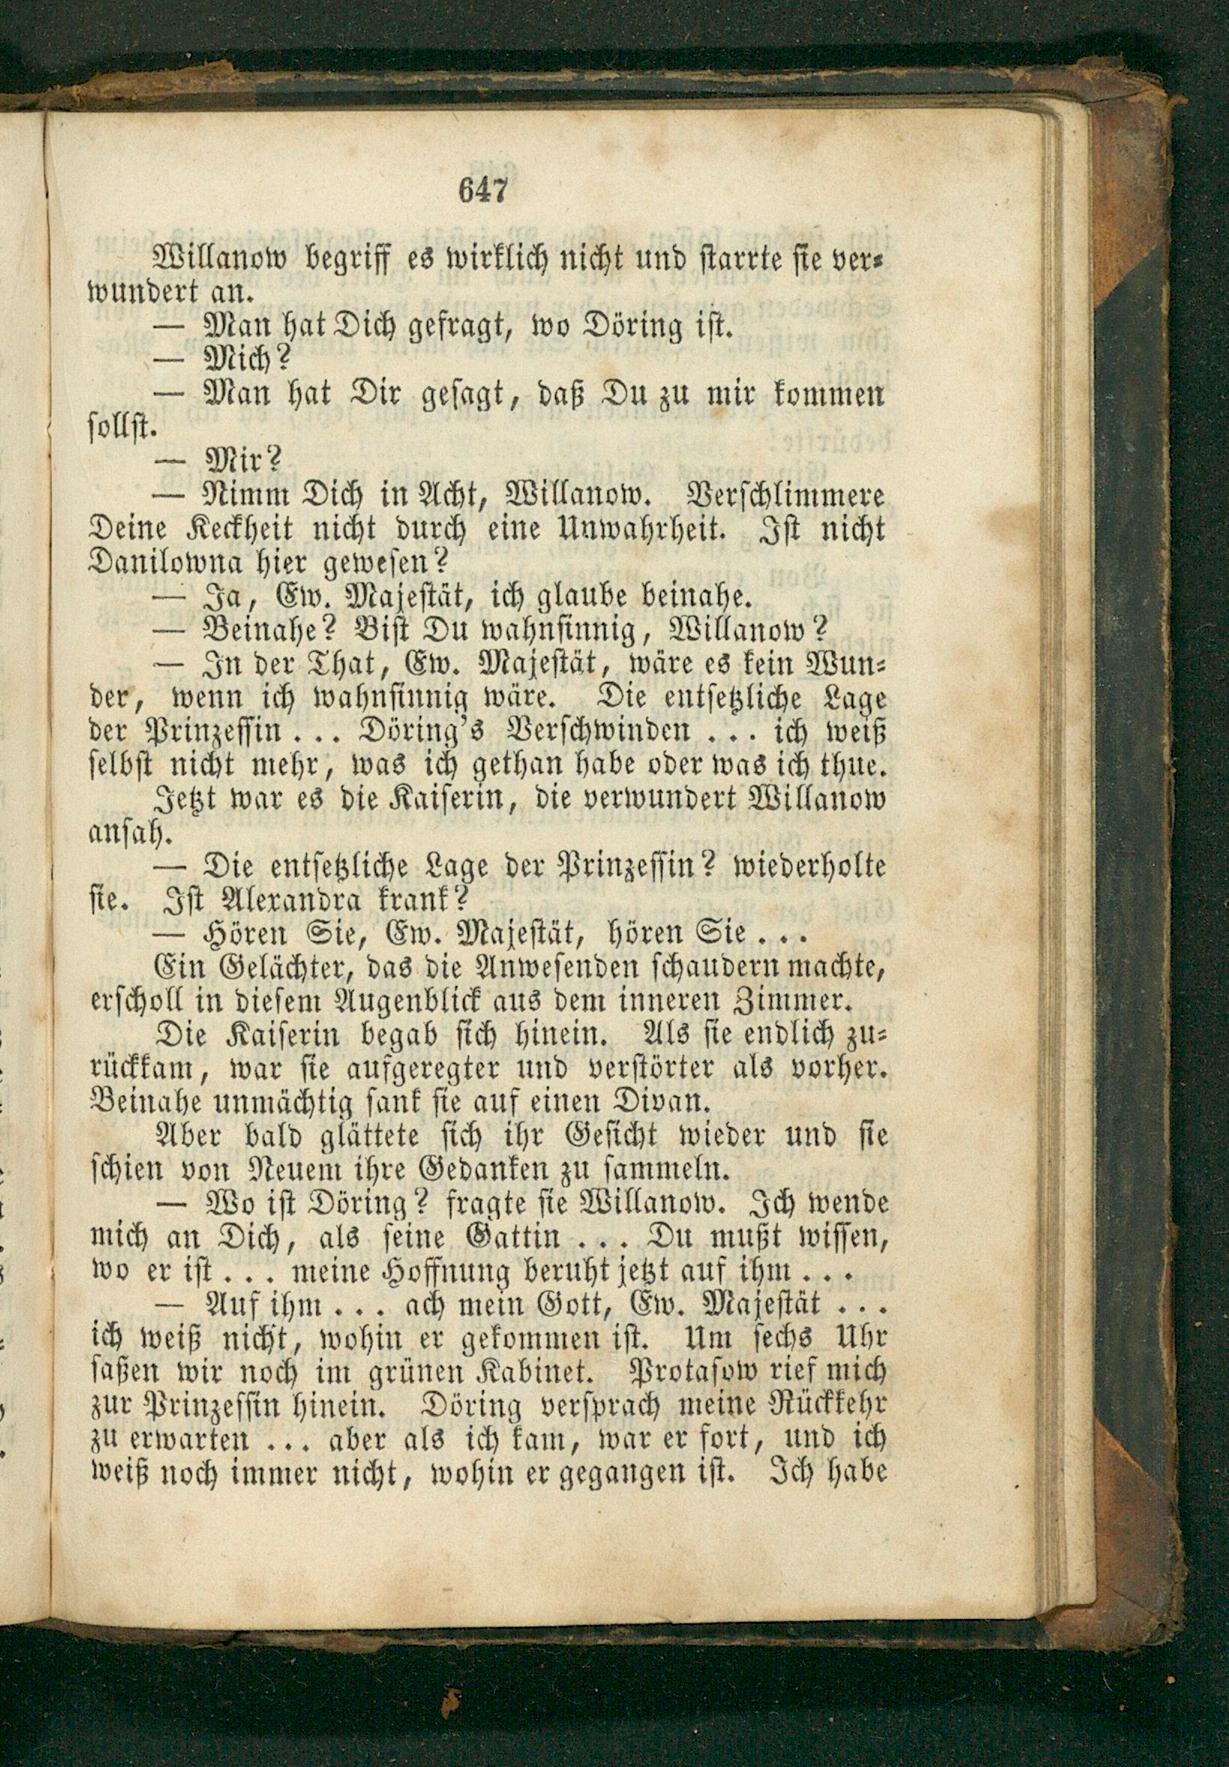 647
Willanow begriff es wirklich nicht und starrte sie ver-
wundert an.
— Man hat Dich gefragt, wo Döring ist.
— Mich?
— Man hat Dir gesagt, daß Du zu mir kommen
sollst.
— Mir?
— Nimm Dich in Acht, Willanow. Verschlimmere
Deine Keckheit nicht durch eine Unwahrheit. Ist nicht
Danilowna hier gewesen?
— Ja, Ew. Majestät, ich glaube beinahe.
— Beinahe? Bist Du wahnsinnig, Willanow?
— In der That, Ew. Majestät, wäre es kein Wun-
der, wenn ich wahnsinnig wäre. Die entsetzliche Lage
der Prinzessin... Döring's Verschwinden... ich weiß
selbst nicht mehr, was ich gethan habe oder was ich thue.
Jetzt war es die Kaiserin, die verwundert Willanow
ansah.
— Die entsetzliche Lage der Prinzessin? wiederholte
sie. Ist Alexandra krank?
— Hören Sie, Ew. Majestät, hören Sie...
Ein Gelächter, das die Anwesenden schaudern machte,
erscholl in diesem Augenblick aus dem inneren Zimmer.
Die Kaiserin begab sich hinein. Als sie endlich zu-
rückkam, war sie aufgeregter und verstörter als vorher.
Beinahe unmächtig sank sie auf einen Divan.
Aber bald glättete sich ihr Gesicht wieder und sie
schien von Neuem ihre Gedanken zu sammeln.
— Wo ist Döring? fragte sie Willanow. Ich wende
mich an Dich, als seine Gattin... Du mußt wissen,
wo er ist... meine Hoffnung beruht jetzt auf ihm...
— Auf ihm... ach mein Gott, Ew. Majestät...
ich weiß nicht, wohin er gekommen ist. Um sechs Uhr
saßen wir noch im grünen Kabinet. Protasow rief mich
zur Prinzessin hinein. Döring versprach meine Rückkehr
zu erwarten... aber als ich kam, war er fort, und ich
weiß noch immer nicht, wohin er gegangen ist. Ich habe